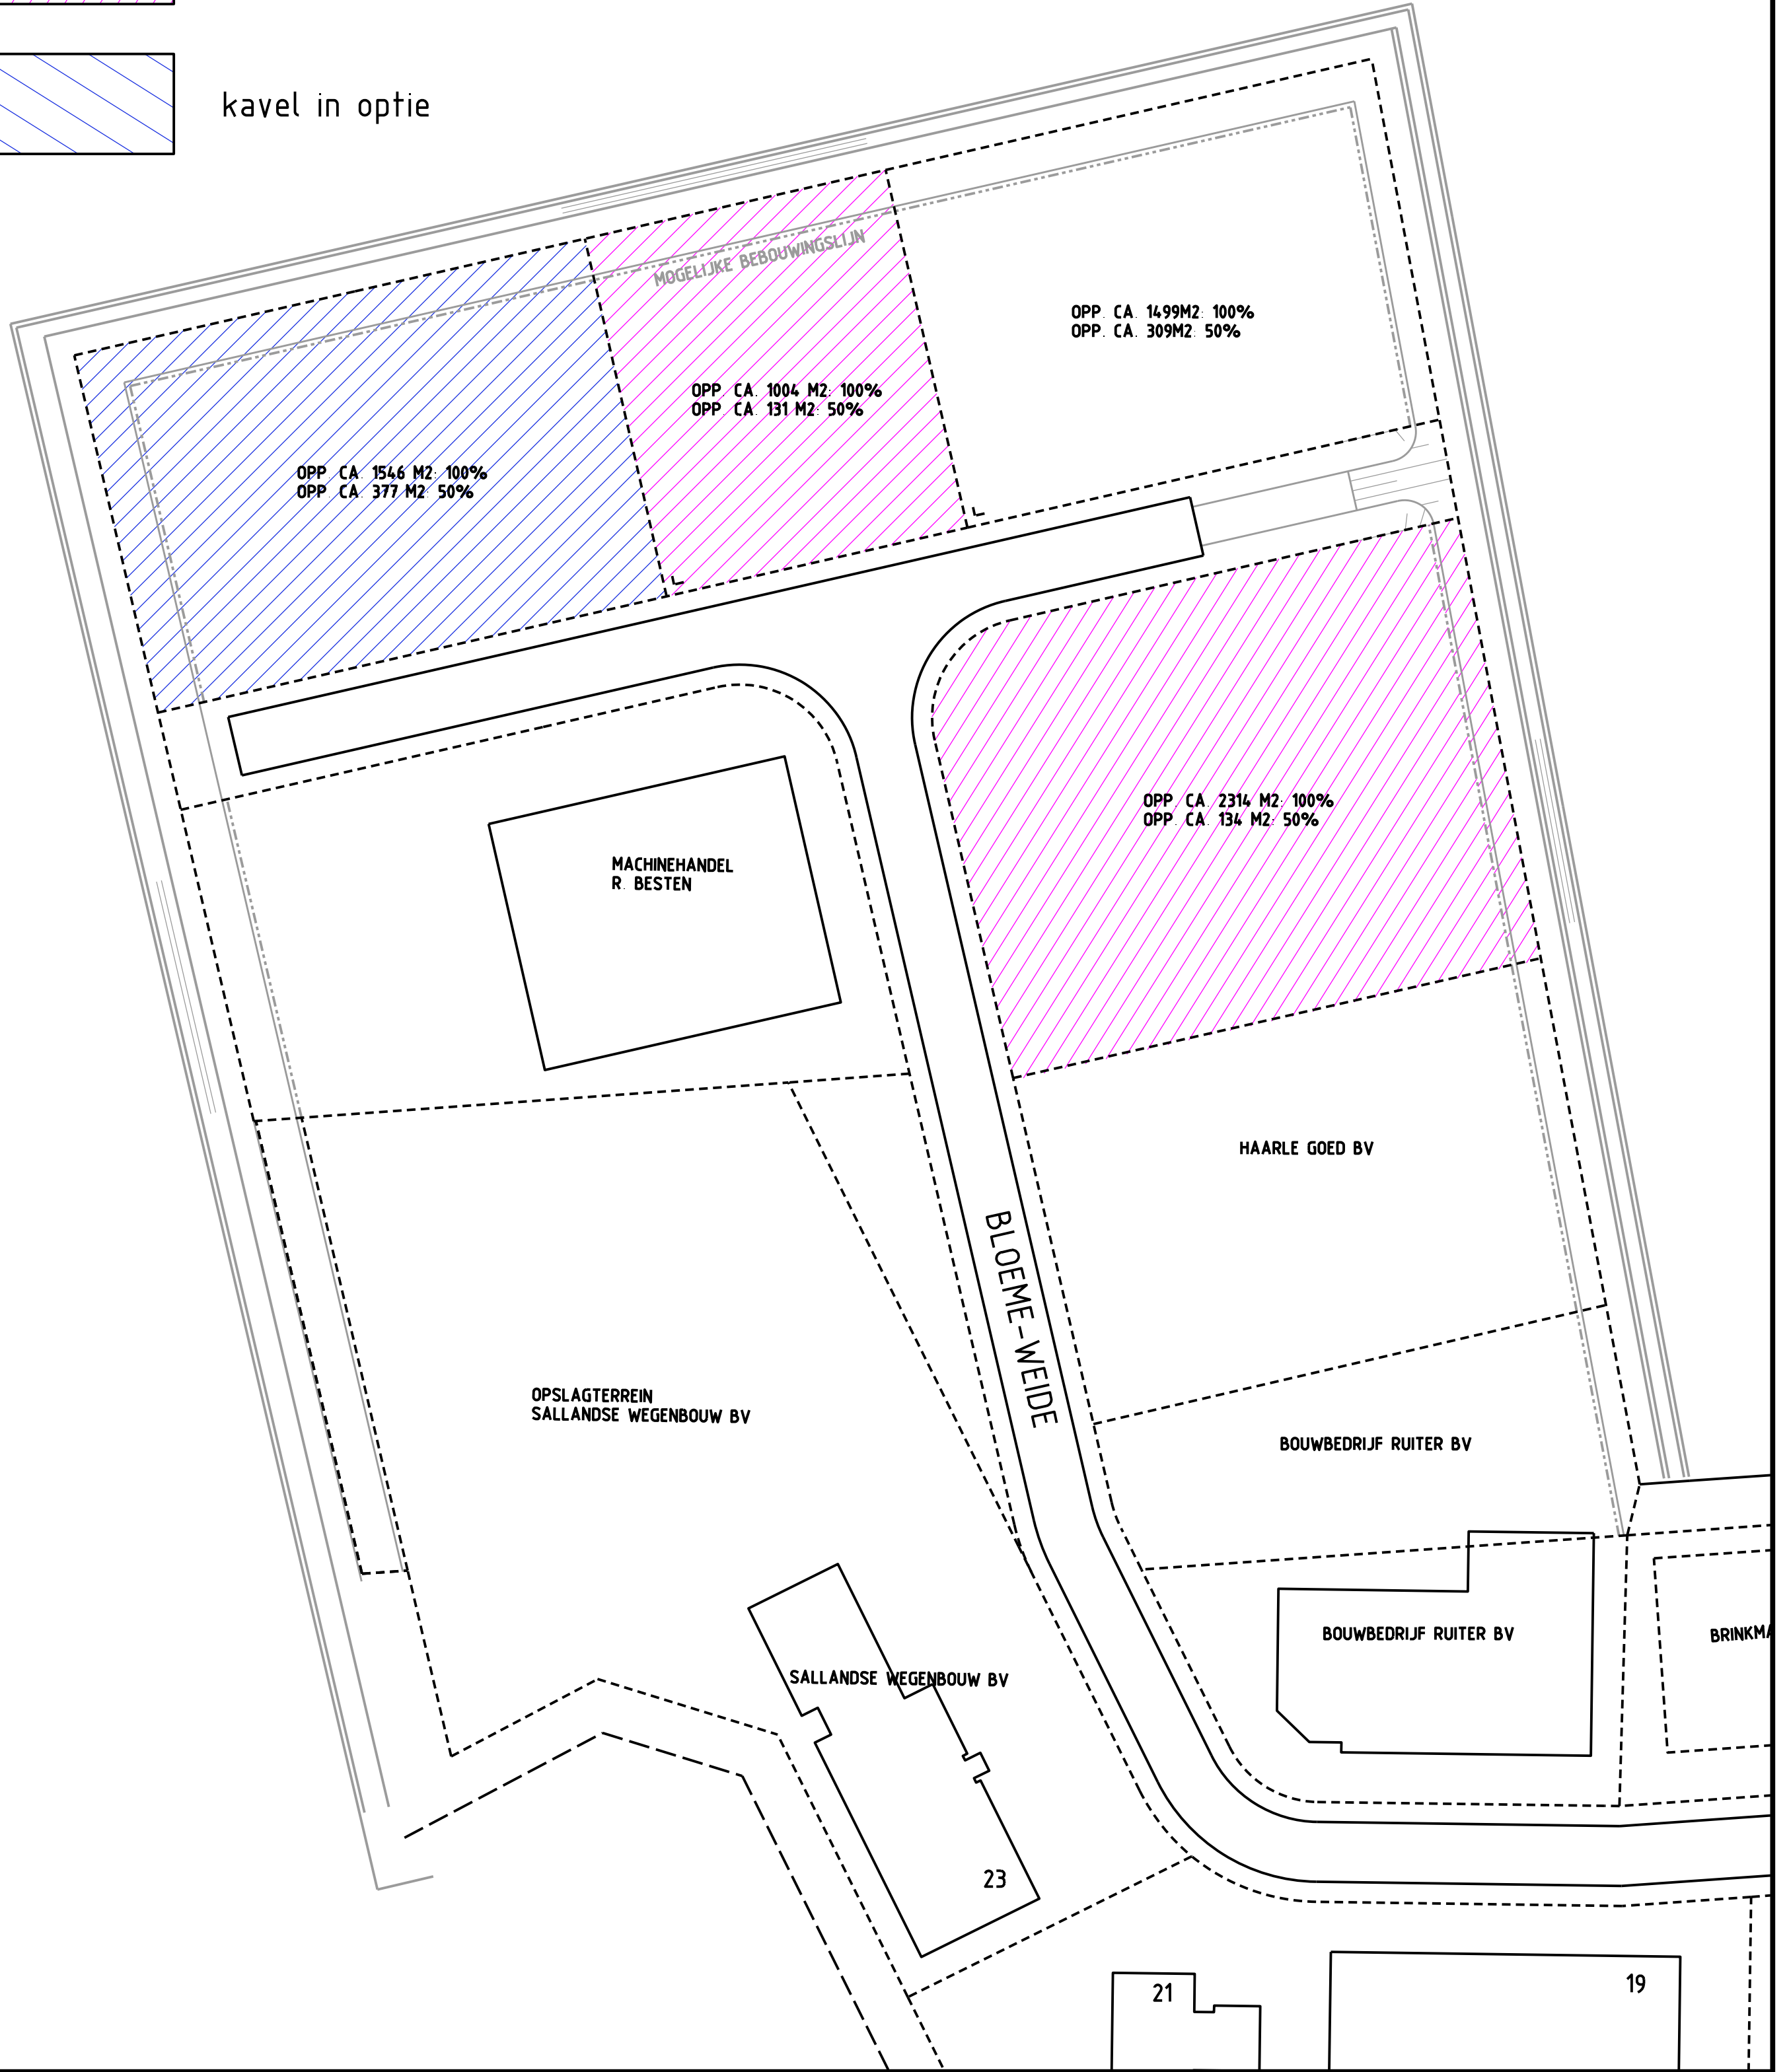 kavel in optie
MOGELIJKE BEBOUWINGSLIJN
OPP. CA. 1499M2: 100%
OPP. CA. 309M2: 50%
OPP. CA. 1004 M2: 100%
OPP. CA. 131 M2: 50%
OPP. CA. 1546 M2: 100%
OPP. CA. 377 M2: 50%
OPP. CA. 2314 M2: 100%
OPP. CA. 134 M2: 50%
MACHINEHANDEL
R. BESTEN
HAARLE GOED BV
BLOEME-WEIDE
OPSLAGTERREIN
SALLANDSE WEGENBOUW BV
BOUWBEDRIJF RUITER BV
BOUWBEDRIJF RUITER BV
SALLANDSE WEGENBOUW BV
23
21
19